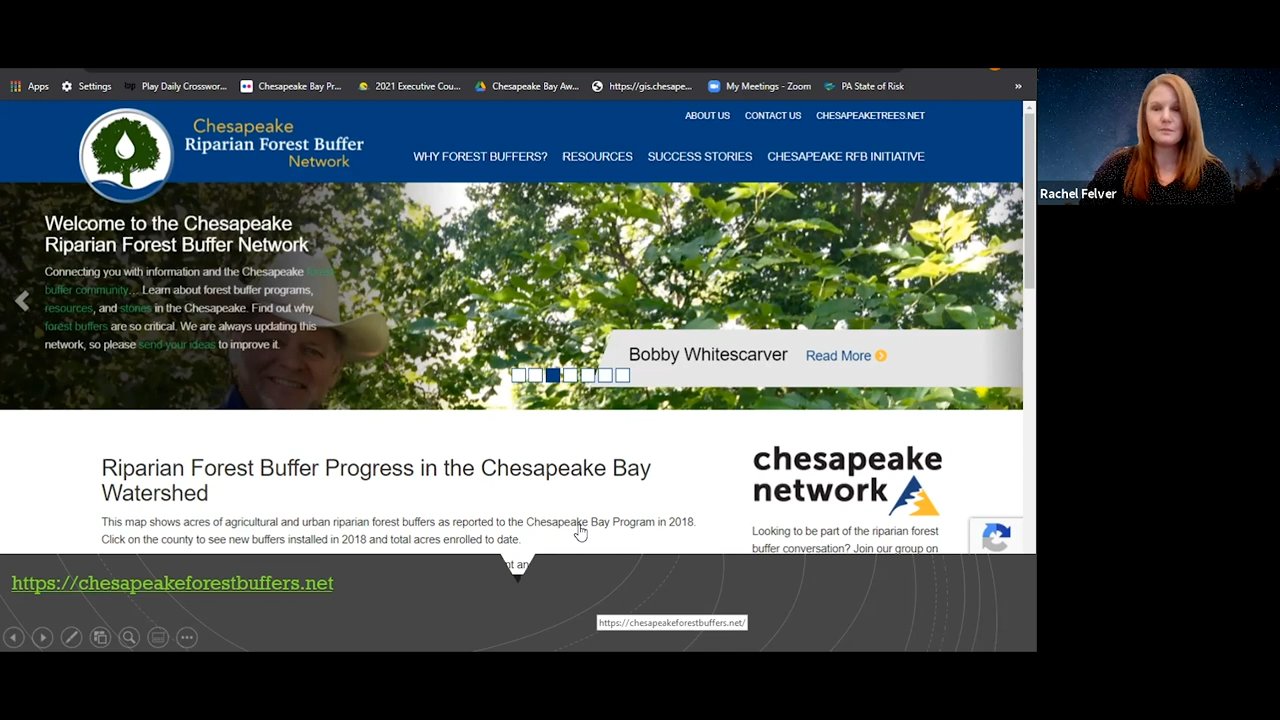 Apps Settings Play Daily Crosswor... Chesapeake Bay Pr... 2021 Executive Cou... Chesapeake Bay Aw... https://gis.chesape... My Meetings - Zoom PA State of Risk »
ABOUT US CONTACT US CHESAPEAKETREES.NET
Chesapeake
Riparian Forest Buffer
Network
WHY FOREST BUFFERS? RESOURCES SUCCESS STORIES CHESAPEAKE RFB INITIATIVE
Rachel Felver
Welcome to the Chesapeake
Riparian Forest Buffer Network
Connecting you with information and the Chesapeake forest
buffer community... Learn about forest buffer programs,
resources, and stories in the Chesapeake. Find out why
forest buffers are so critical. We are always updating this
network, so please send your ideas to improve it.
Bobby Whitescarver Read More
Riparian Forest Buffer Progress in the Chesapeake Bay
Watershed
This map shows acres of agricultural and urban riparian forest buffers as reported to the Chesapeake Bay Program in 2018.
Click on the county to see new buffers installed in 2018 and total acres enrolled to date.
chesapeake
network
Looking to be part of the riparian forest
buffer conversation? Join our group on
https://chesapeakeforestbuffers.net
https://chesapeakeforestbuffers.net/